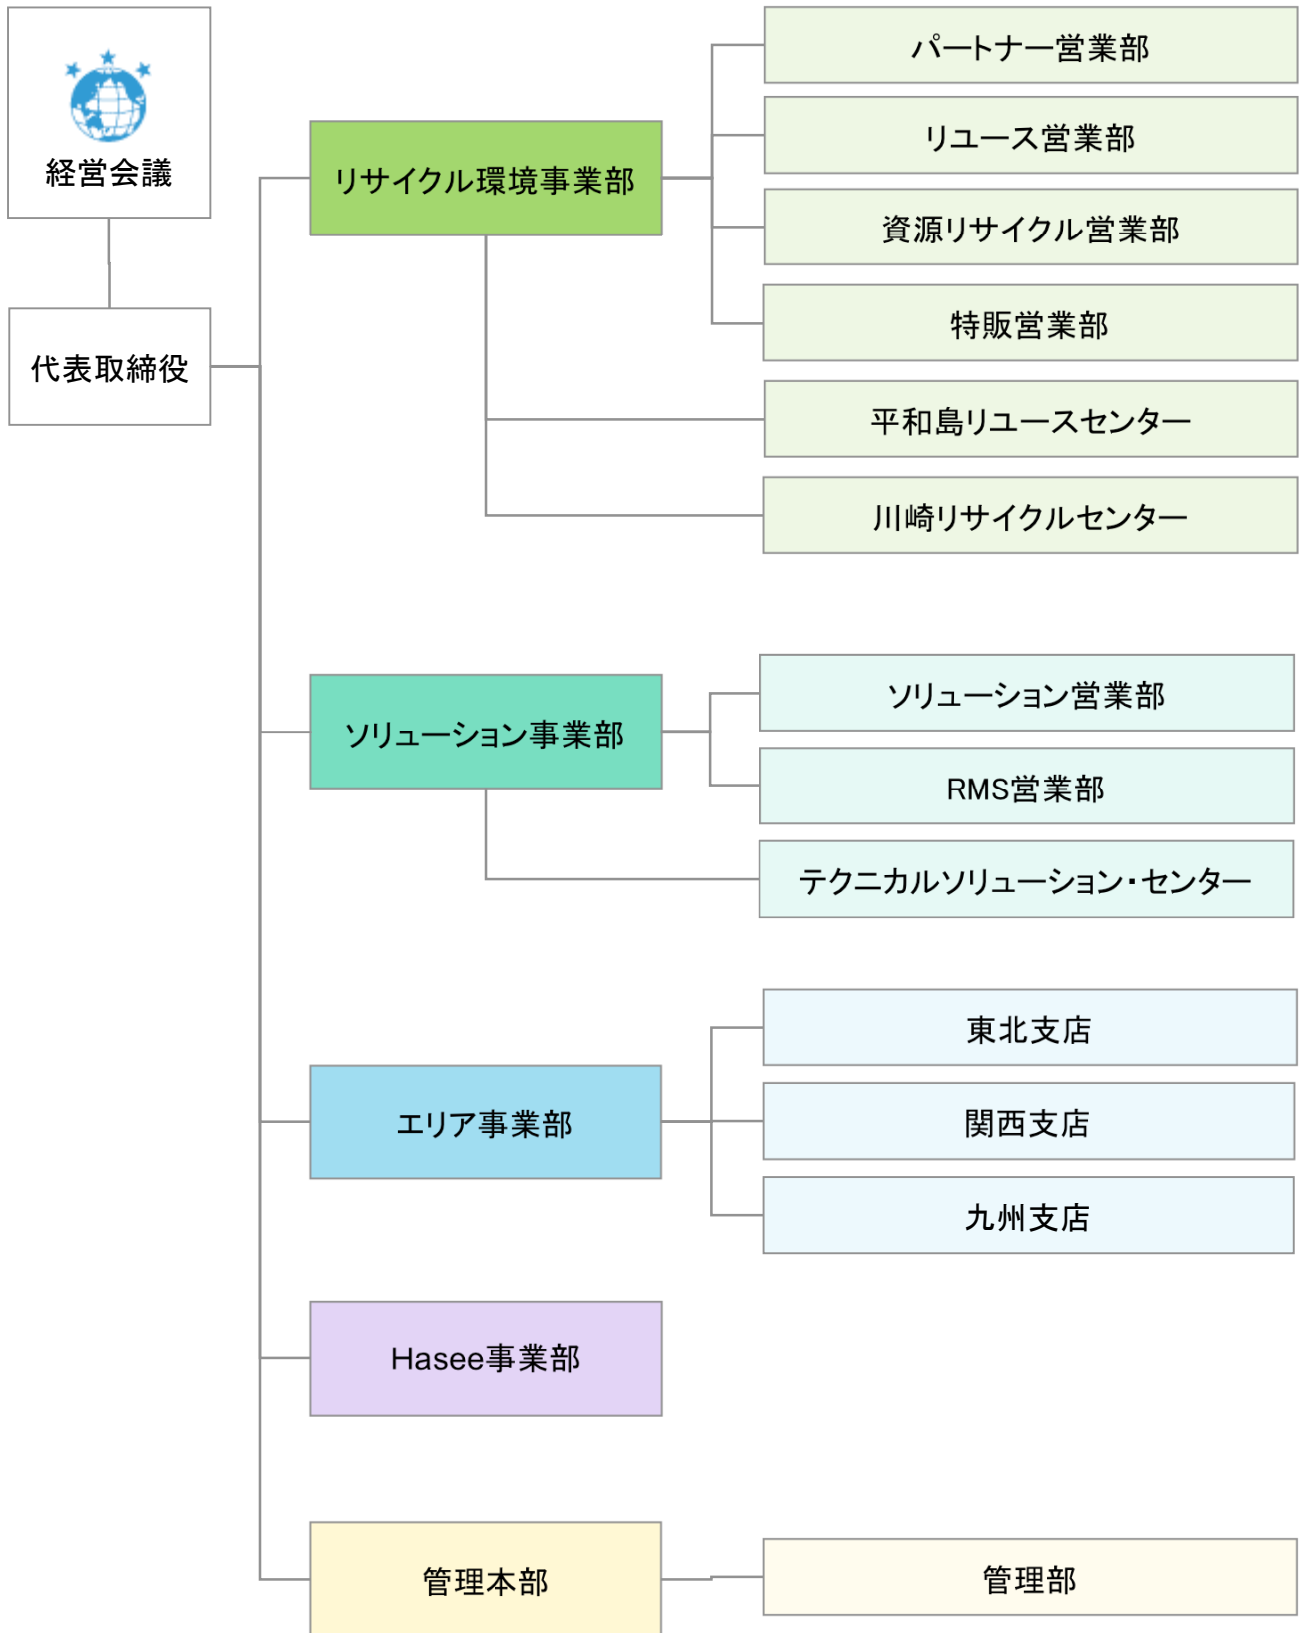 経営会議
代表取締役
リサイクル環境事業部
パートナー営業部
リユース営業部
資源リサイクル営業部
特販営業部
平和島リユースセンター
川崎リサイクルセンター
ソリューション事業部
ソリューション営業部
RMS営業部
テクニカルソリューション・センター
エリア事業部
東北支店
関西支店
九州支店
Hasee事業部
管理本部
管理部